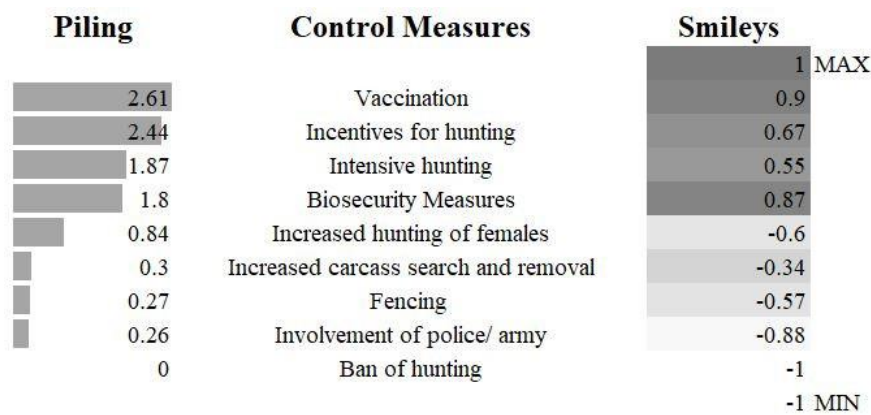 Piling Control Measures Smileys
1 MAX
2.61 Vaccination 0.9
2.44 Incentives for hunting 0.67
1.87 Intensive hunting 0.55
1.8 Biosecurity Measures 0.87
0.84 Increased hunting of females -0.6
0.3 Increased carcass search and removal -0.34
0.27 Fencing -0.57
0.26 Involvement of police/ army -0.88
0 Ban of hunting -1
-1 MIN